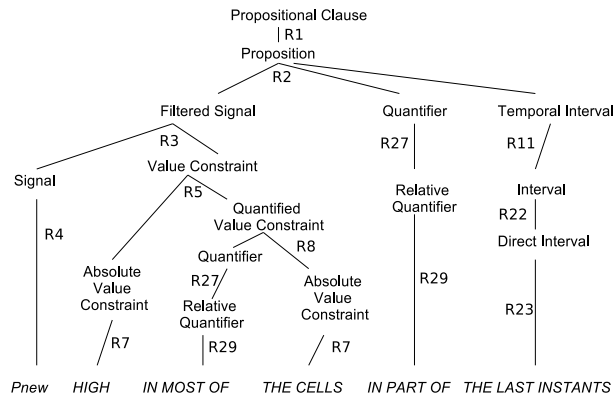 Propositional Clause
R1
Proposition
R2
Filtered Signal
Quantifier
Temporal Interval
R3
R27
R11
Signal
Value Constraint
R5
Relative
Quantifier
Interval
R4
Quantified
Value Constraint
R22
Direct Interval
Quantifier
R8
Absolute
Value
Constraint
R27
Absolute
Value
Constraint
R29
R23
Relative
Quantifier
R7
R29
R7
Pnew HIGH IN MOST OF THE CELLS IN PART OF THE LAST INSTANTS